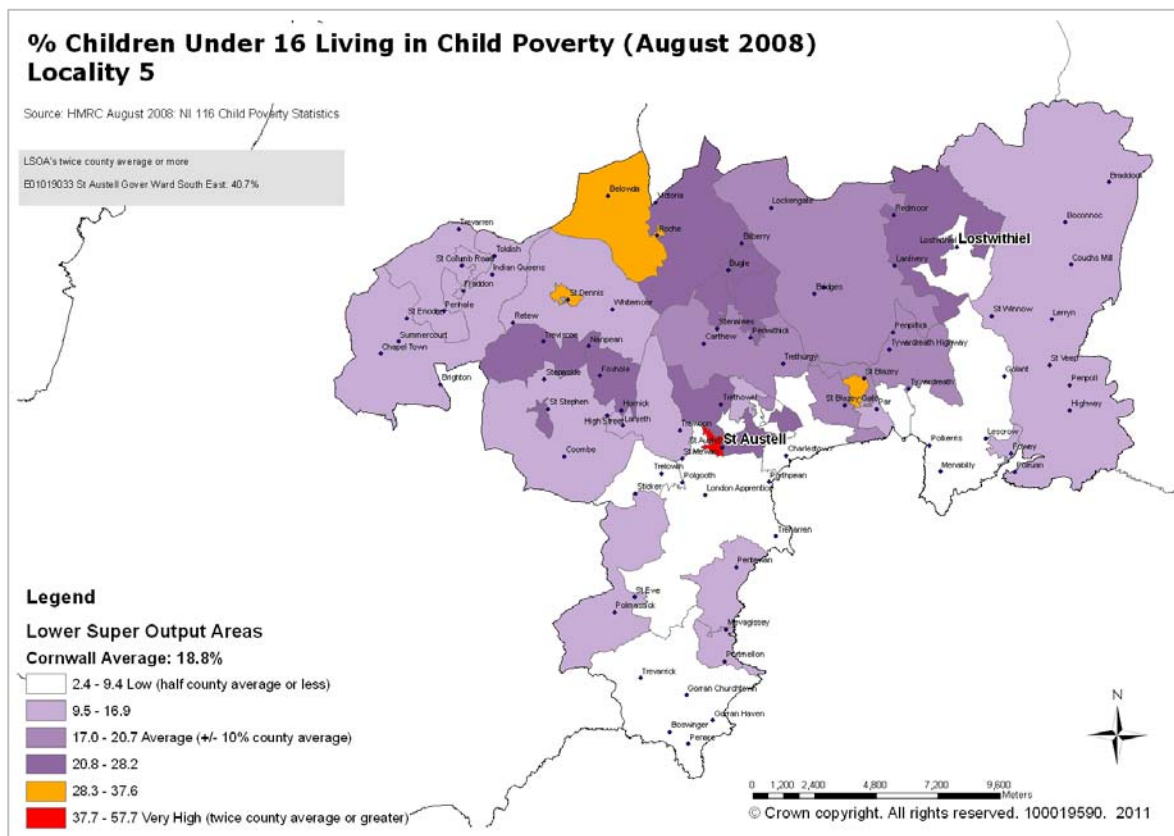 % Children Under 16 Living in Child Poverty (August 2008)
Locality 5
Source: HMRC August 2008: NI 116 Child Poverty Statistics
LSOA's twice county average or more
E01019033 St Austell Gover Ward South East: 40.7%
Braddock
Belowda
Victoria
Lockengate
Redmoor
Boconnoc
Trevarren
Roche
Bilberry
Lostwithiel
Lostwithiel
Toldish
St Columb Road
Indian Queens
Bugle
Lanlivery
Couchs Mill
Fraddon
St Dennis
Whitemoor
Bodges
Penhale
St Enoder
Retew
Stenalees
St Winnow
Lerryn
Summercourt
Treviscoe
Nanpean
Carthew
Penwithick
Penpillick
Tywardreath Highway
Chapel Town
Trethurgy
St Veep
Brighton
Stepaside
Foxhole
St Blazey
Tywardreath
Golant
Penpoll
St Stephen
Hornick
Trethowel
St Blazey Gate
Par
Highway
High Street
Lanjeth
Trewoon
St Austell
St Austell
Lescrow
Coombe
St Mewan
Charlestown
Polkerris
Fowey
Trelowth
Polgooth
Porthpean
Menabilly
Polruan
Sticker
London Apprentice
Trenarren
Pentewan
St Ewe
Polmassick
Mevagissey
Portmellon
Trevarrick
Gorran Churchtown
Gorran Haven
Boswinger
Penare
Legend
Lower Super Output Areas
Cornwall Average: 18.8%
2.4 - 9.4 Low (half county average or less)
9.5 - 16.9
17.0 - 20.7 Average (+/- 10% county average)
20.8 - 28.2
28.3 - 37.6
37.7 - 57.7 Very High (twice county average or greater)
N
0 1,200 2,400 4,800 7,200 9,600
Meters
© Crown copyright. All rights reserved. 100019590. 2011